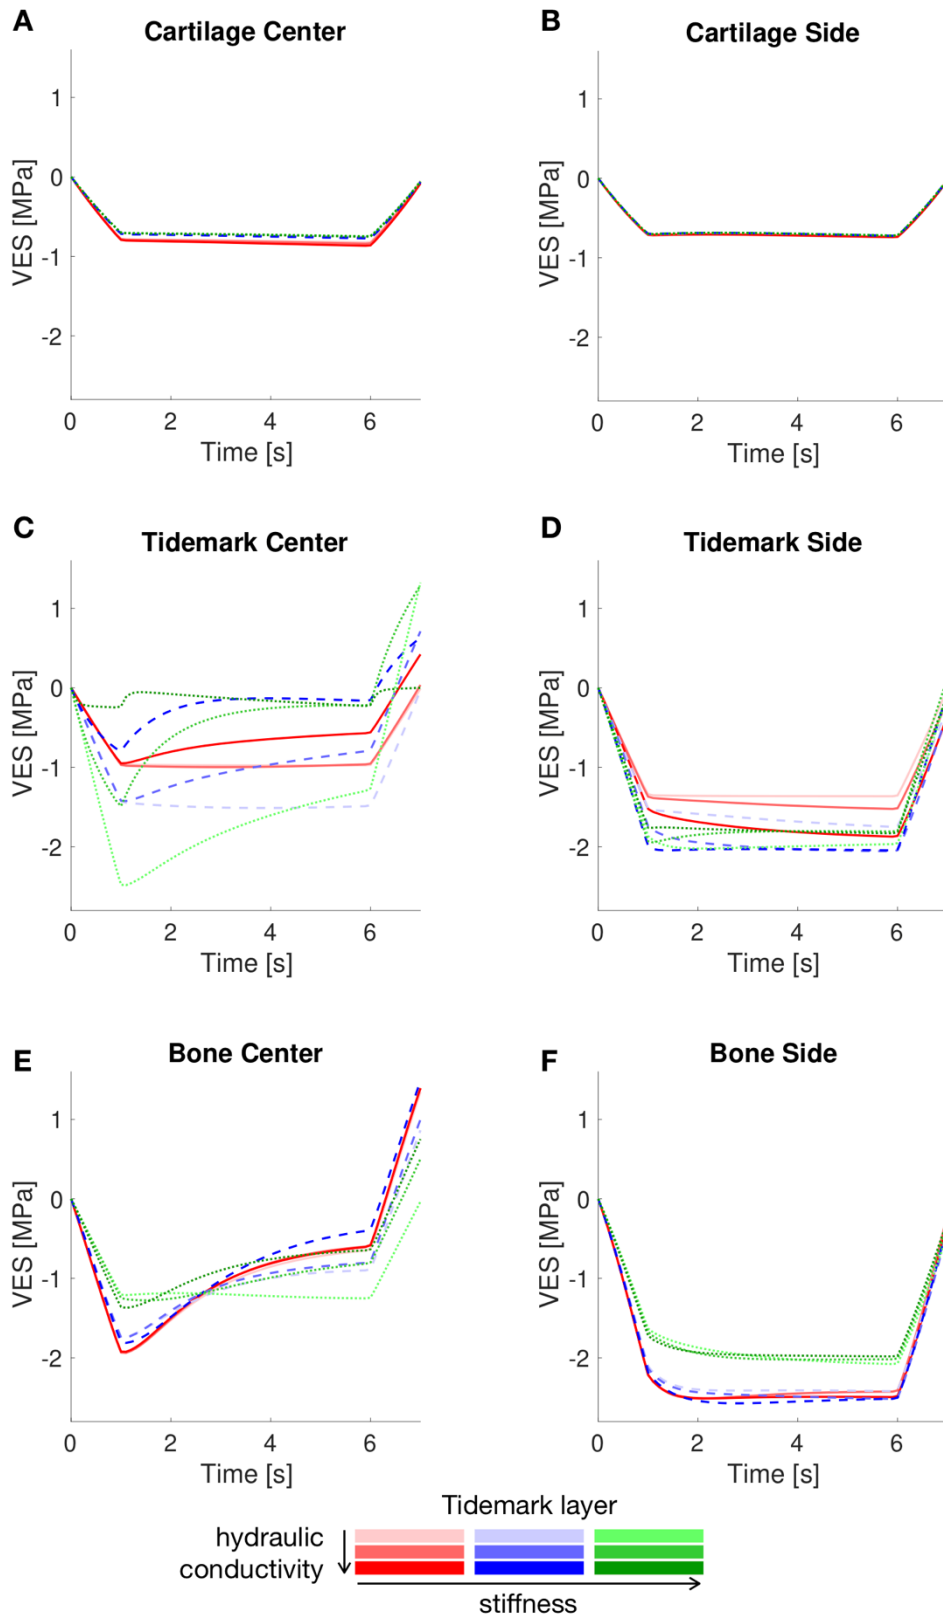 A
Cartilage Center
VES [MPa]
1
0
-1
-2
0 2 4 6
Time [s]
B
Cartilage Side
VES [MPa]
1
0
-1
-2
0 2 4 6
Time [s]
C
Tidemark Center
VES [MPa]
1
0
-1
-2
0 2 4 6
Time [s]
D
Tidemark Side
VES [MPa]
1
0
-1
-2
0 2 4 6
Time [s]
E
Bone Center
VES [MPa]
1
0
-1
-2
0 2 4 6
Time [s]
F
Bone Side
VES [MPa]
1
0
-1
-2
0 2 4 6
Time [s]
Tidemark layer
hydraulic
conductivity
stiffness